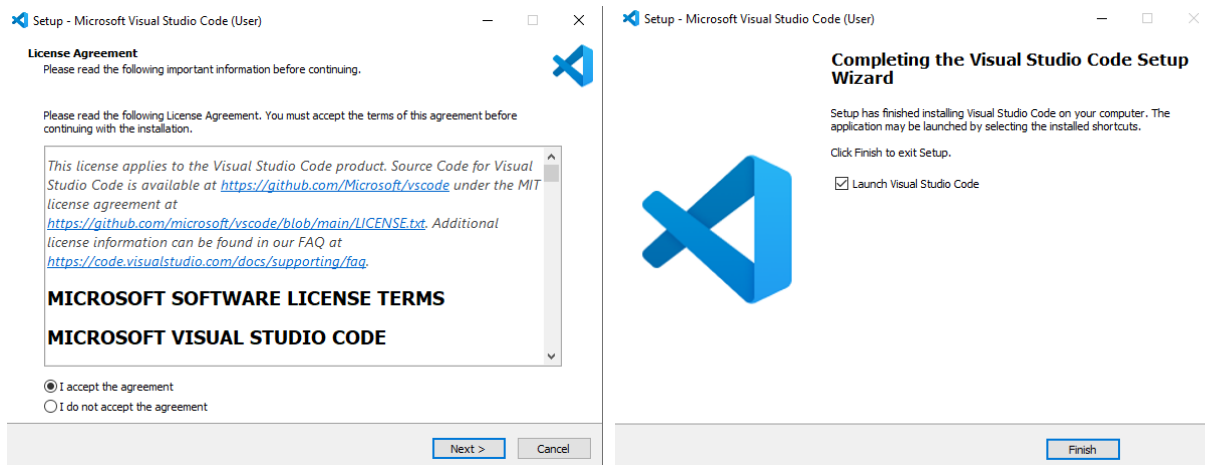 Setup - Microsoft Visual Studio Code (User)
License Agreement
Please read the following important information before continuing.
Please read the following License Agreement. You must accept the terms of this agreement before
continuing with the installation.
This license applies to the Visual Studio Code product. Source Code for Visual
Studio Code is available at https://github.com/Microsoft/vscode under the MIT
license agreement at
https://github.com/microsoft/vscode/blob/main/LICENSE.txt. Additional
license information can be found in our FAQ at
https://code.visualstudio.com/docs/supporting/faq.
MICROSOFT SOFTWARE LICENSE TERMS
MICROSOFT VISUAL STUDIO CODE
I accept the agreement
I do not accept the agreement
Next >
Cancel
Setup - Microsoft Visual Studio Code (User)
Completing the Visual Studio Code Setup
Wizard
Setup has finished installing Visual Studio Code on your computer. The
application may be launched by selecting the installed shortcuts.
Click Finish to exit Setup.
Launch Visual Studio Code
Finish